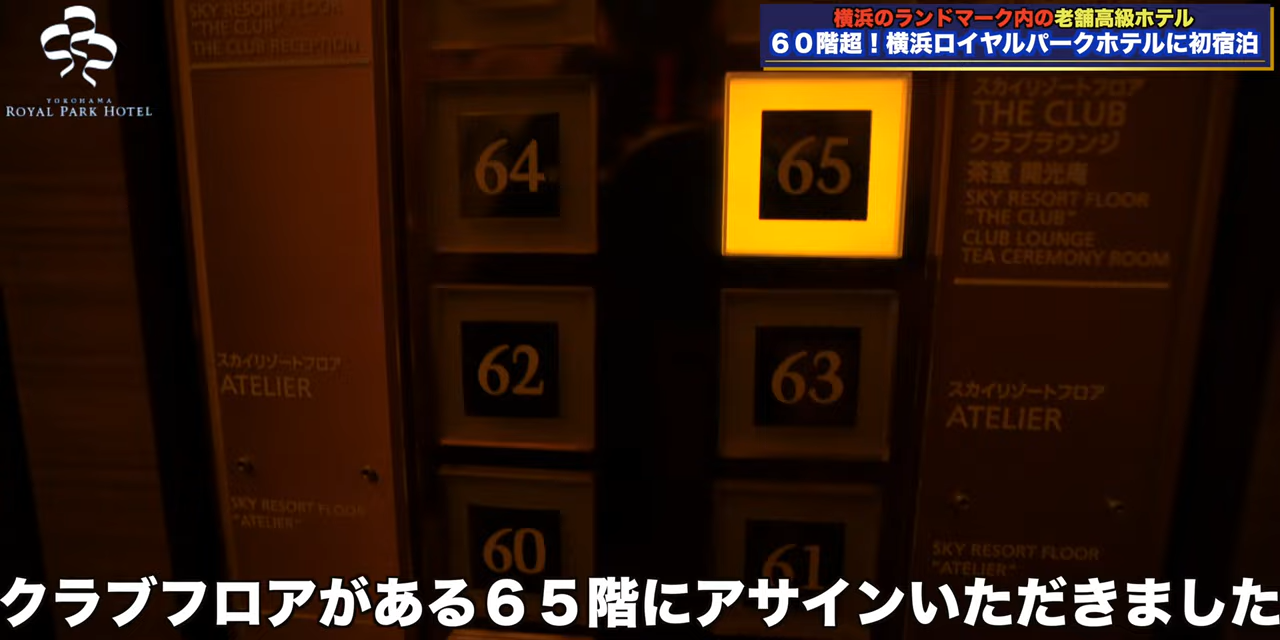 YOKOHAMA
ROYAL PARK HOTEL
横浜のランドマーク内の老舗高級ホテル
60階超！横浜ロイヤルパークホテルに初宿泊
SKY RESORT FLOOR
"THE CLUB"
THE CLUB RECEPTION
64
65
スカイリゾートフロア
THE CLUB
クラブラウンジ
茶室 開光庵
SKY RESORT FLOOR
"THE CLUB"
CLUB LOUNGE
TEA CEREMONY ROOM
スカイリゾートフロア
ATELIER
62
63
スカイリゾートフロア
ATELIER
SKY RESORT FLOOR
"ATELIER"
60
61
SKY RESORT FLOOR
"ATELIER"
クラブフロアがある６５階にアサインいただきました